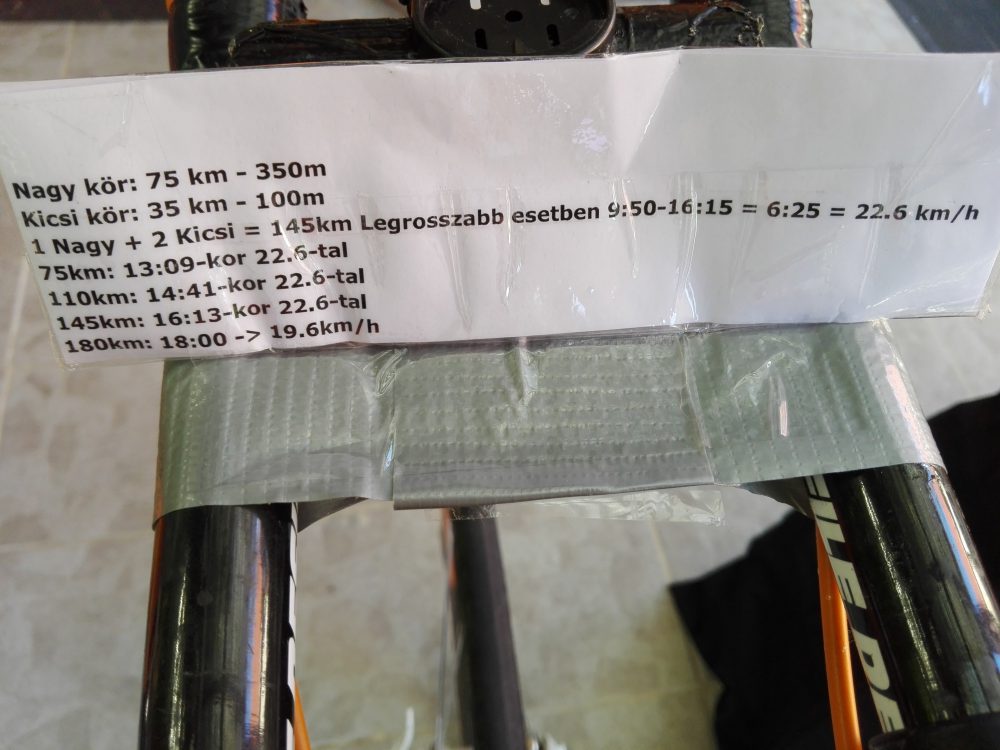 Nagy kör: 75 km - 350m
Kicsi kör: 35 km - 100m
1 Nagy + 2 Kicsi = 145km Legrosszabb esetben 9:50-16:15 = 6:25 = 22.6 km/h
75km: 13:09-kor 22.6-tal
110km: 14:41-kor 22.6-tal
145km: 16:13-kor 22.6-tal
180km: 18:00 -> 19.6km/h